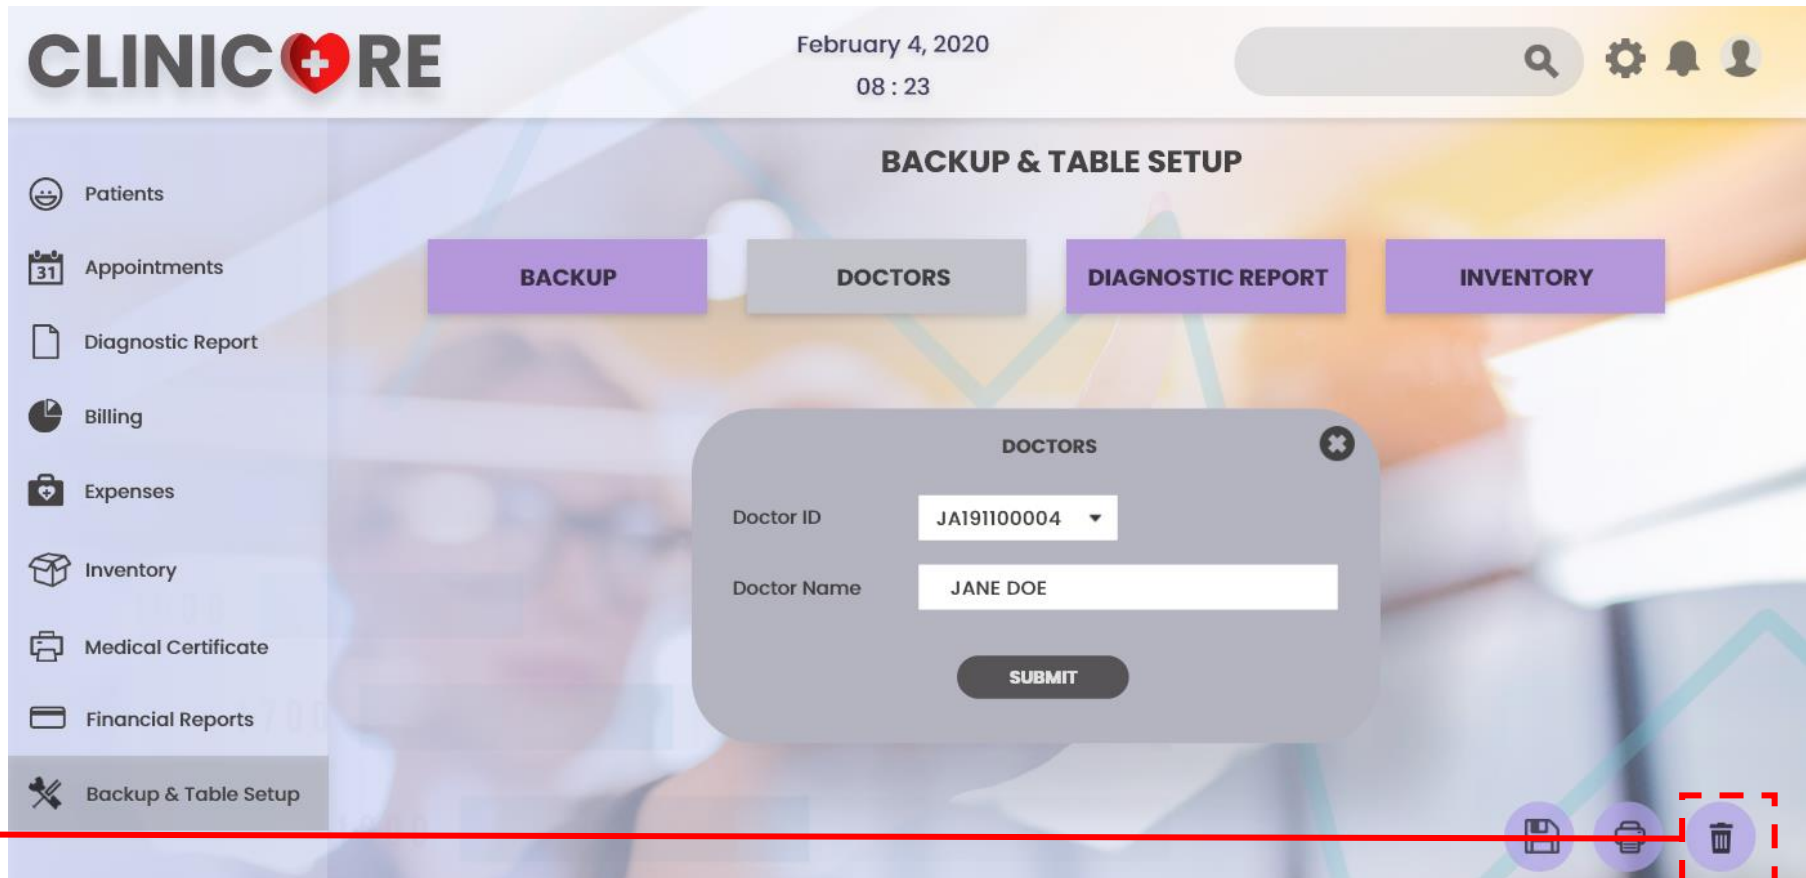 CLINICORE
February 4, 2020
08 : 23
BACKUP & TABLE SETUP
Patients
31 Appointments
Diagnostic Report
Billing
Expenses
Inventory
Medical Certificate
Financial Reports
Backup & Table Setup
BACKUP
DOCTORS
DIAGNOSTIC REPORT
INVENTORY
DOCTORS
Doctor ID JA191100004
Doctor Name JANE DOE
SUBMIT